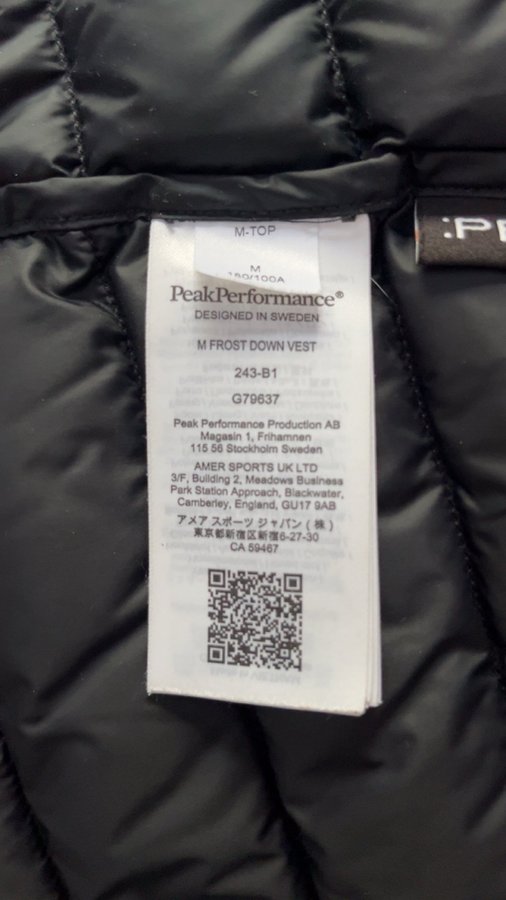 M-TOP
M
180/100A
PeakPerformance®
DESIGNED IN SWEDEN
M FROST DOWN VEST
243-B1
G79637
Peak Performance Production AB
Magasin 1, Frihamnen
115 56 Stockholm Sweden
AMER SPORTS UK LTD
3/F, Building 2, Meadows Business
Park Station Approach, Blackwater,
Camberley, England, GU17 9AB
アメア スポーツ ジャパン (株)
東京都新宿区新宿6-27-30
CA 59467
:PE